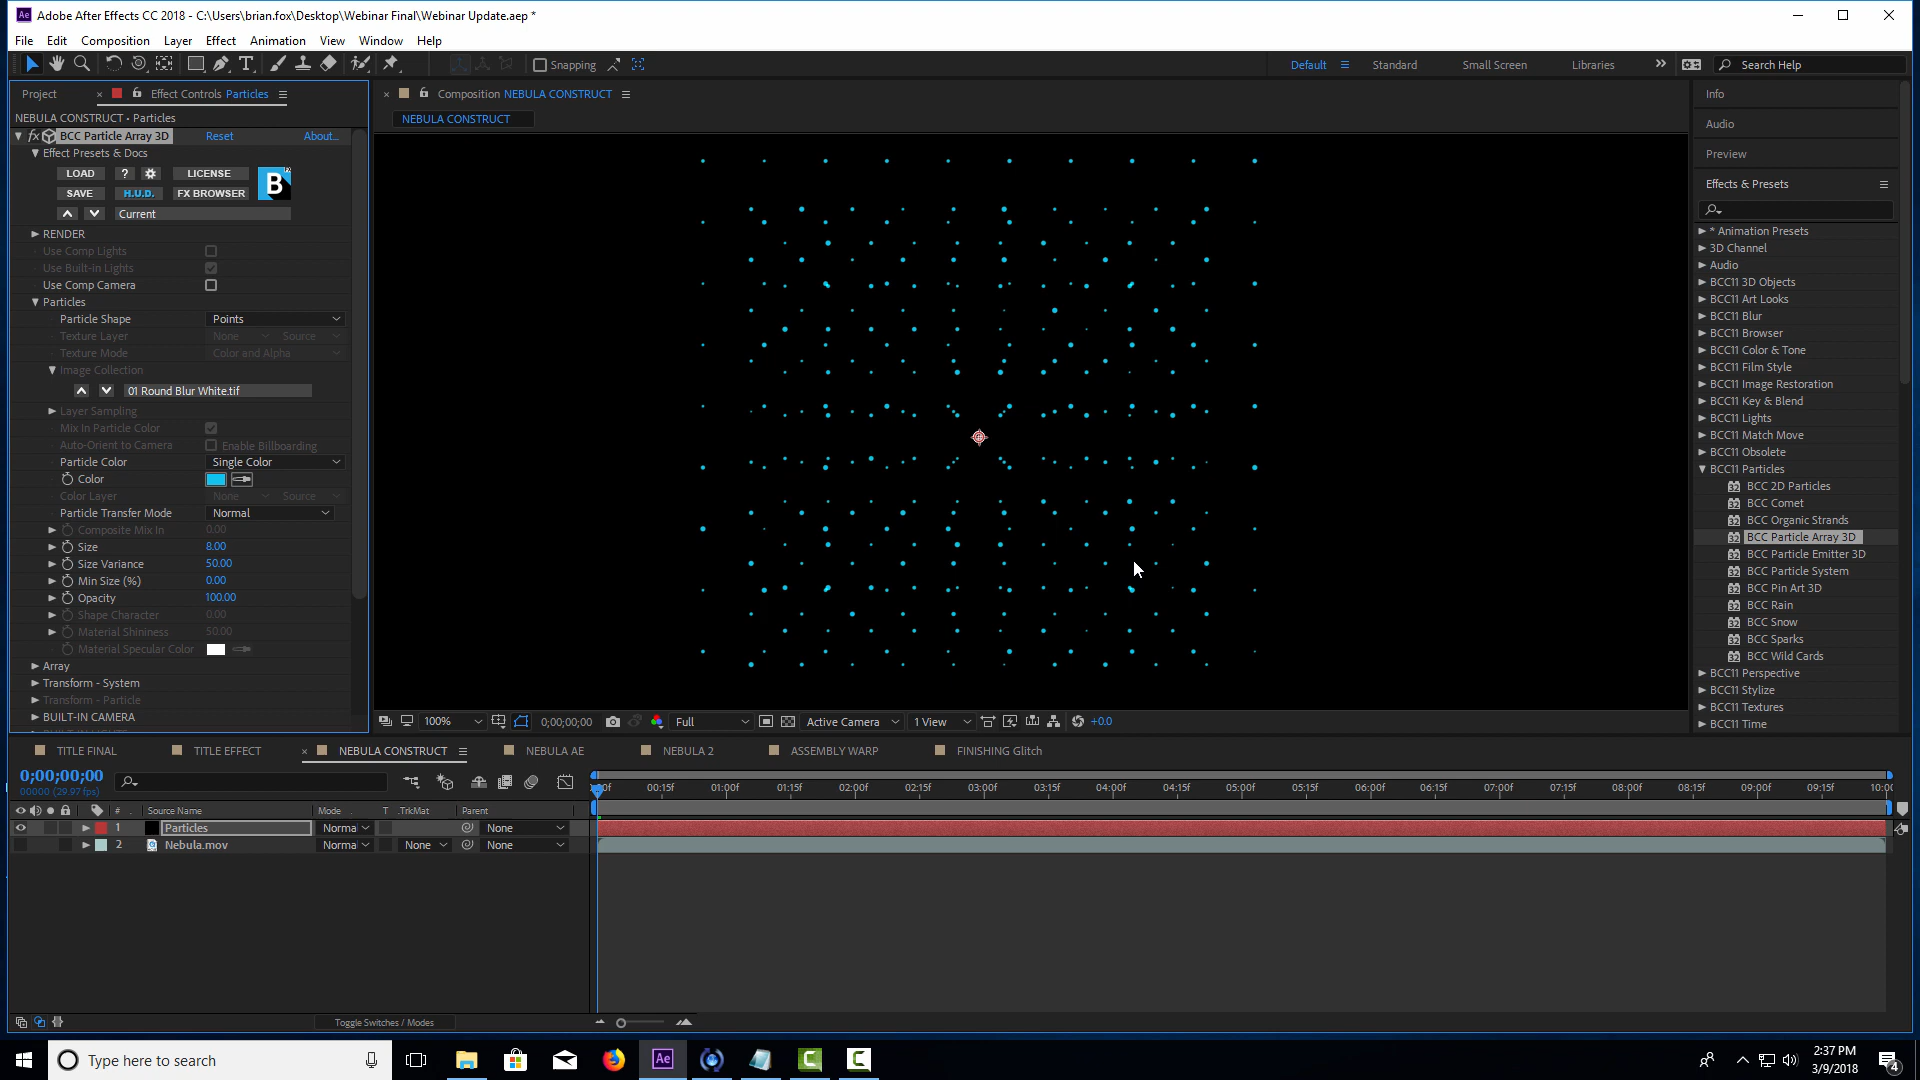 Adobe After Effects CC 2018 - C:\Users\brian.fox\Desktop\Webinar Final\Webinar Update.aep *
File Edit Composition Layer Effect Animation View Window Help
Snapping
Default Standard Small Screen Libraries
Search Help
Project
Effect Controls Particles
NEBULA CONSTRUCT • Particles
BCC Particle Array 3D Reset About...
Effect Presets & Docs
LOAD ? LICENSE
SAVE H.U.D. FX BROWSER
Current
RENDER
Use Comp Lights
Use Built-In Lights
Use Comp Camera
Particles
Particle Shape Points
Texture Layer None Source
Texture Mode Color and Alpha
Image Collection
01 Round Blur White.tif
Layer Sampling
Mix In Particle Color
Auto-Orient to Camera Enable Billboarding
Particle Color Single Color
Color
Color Layer None Source
Particle Transfer Mode Normal
Composite Mix In 0.00
Size 8.00
Size Variance 50.00
Min Size (%) 0.00
Opacity 100.00
Shape Character 0.00
Material Shininess 50.00
Material Specular Color
Array
Transform - System
Transform - Particle
BUILT-IN CAMERA
Composition NEBULA CONSTRUCT
NEBULA CONSTRUCT
100% 0;00;00;00 Full Active Camera 1 View +0.0
Info
Audio
Preview
Effects & Presets
* Animation Presets
3D Channel
Audio
BCC11 3D Objects
BCC11 Art Looks
BCC11 Blur
BCC11 Browser
BCC11 Color & Tone
BCC11 Film Style
BCC11 Image Restoration
BCC11 Key & Blend
BCC11 Lights
BCC11 Match Move
BCC11 Obsolete
BCC11 Particles
BCC 2D Particles
BCC Comet
BCC Organic Strands
BCC Particle Array 3D
BCC Particle Emitter 3D
BCC Particle System
BCC Pin Art 3D
BCC Rain
BCC Snow
BCC Sparks
BCC Wild Cards
BCC11 Perspective
BCC11 Stylize
BCC11 Textures
BCC11 Time
TITLE FINAL TITLE EFFECT NEBULA CONSTRUCT NEBULA AE NEBULA 2 ASSEMBLY WARP FINISHING Glitch
0;00;00;00
00000 (29.97 fps)
00:15f 01:00f 01:15f 02:00f 02:15f 03:00f 03:15f 04:00f 04:15f 05:00f 05:15f 06:00f 06:15f 07:00f 07:15f 08:00f 08:15f 09:00f 09:15f 10:00
# Source Name Mode T .TrkMat Parent
1 Particles Norma None
2 Nebula.mov Norma None None
Toggle Switches / Modes
Type here to search
Ae
2:37 PM
3/9/2018
4